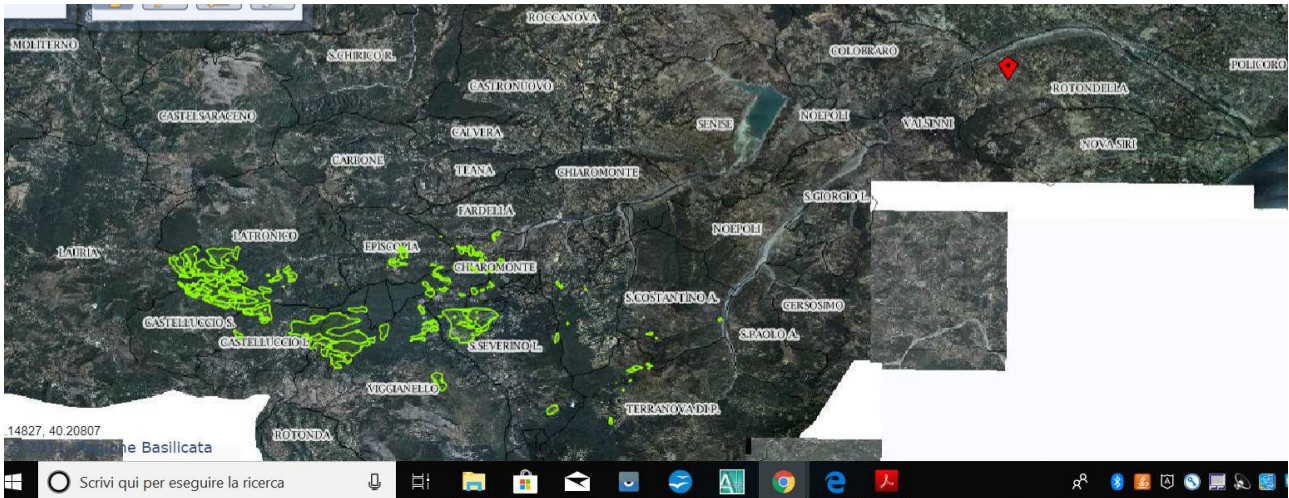 ROCCANOVA
MOLITERNO
S.CHIRICO R.
COLOBRARO
POLICORO
CASTRONUOVO
ROTONDELLA
CASTELSARACENO
SENISE
NOEPOLI
VALSINNI
CALVERA
NOVA SIRI
CARBONE
TEANA
CHIAROMONTE
S.GIORGIO L.
FARDELLA
NOEPOLI
LATRONICO
EPISCOPIA
LAURIA
CHIAROMONTE
S.COSTANTINO A.
CERSOSIMO
CASTELLUCCIO S.
S.PAOLO A.
CASTELLUCCIO I.
S.SEVERINO L.
VIGGIANELLO
TERRANOVA DI P.
.14827, 40.20807
ROTONDA
ne Basilicata
Scrivi qui per eseguire la ricerca